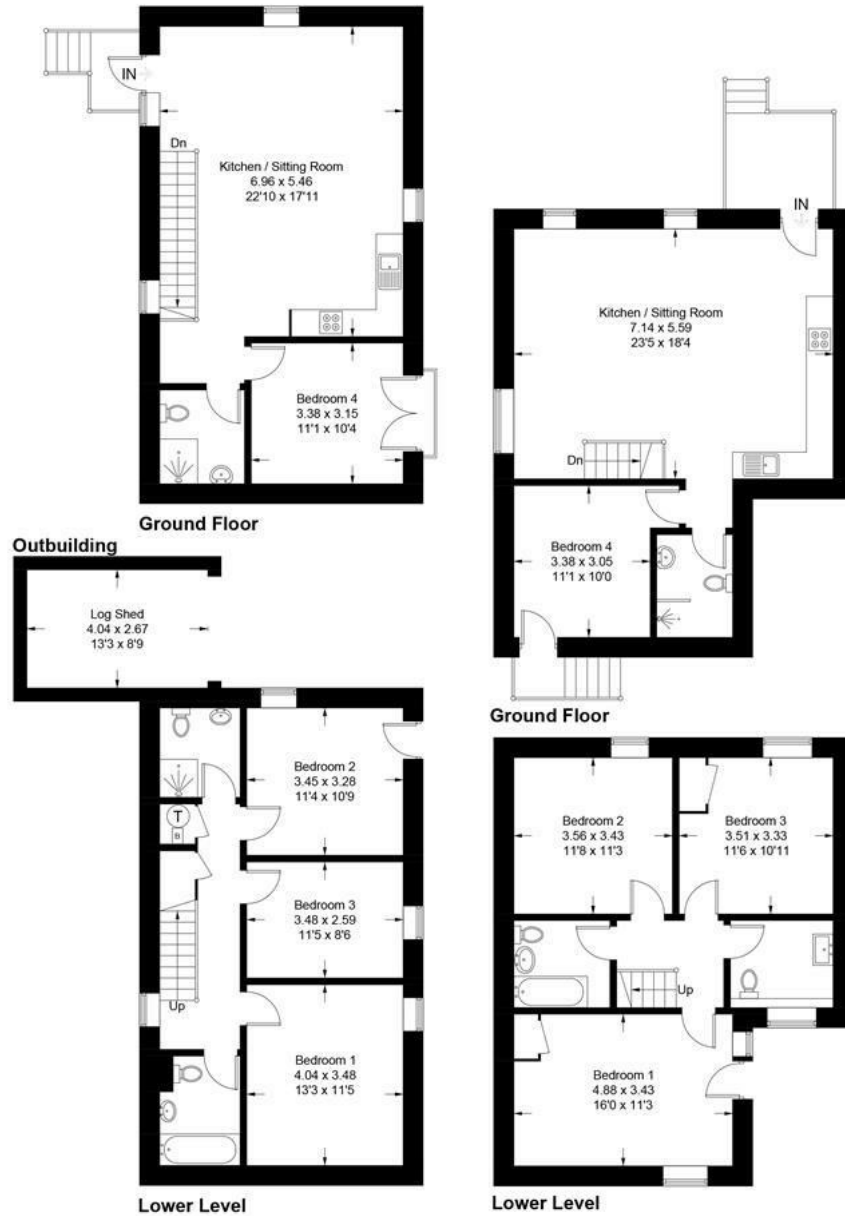 IN
Dn
Kitchen / Sitting Room
6.96 x 5.46
22'10 x 17'11
Bedroom 4
3.38 x 3.15
11'1 x 10'4
Ground Floor
Outbuilding
Log Shed
4.04 x 2.67
13'3 x 8'9
Bedroom 2
3.45 x 3.28
11'4 x 10'9
T
B
Bedroom 3
3.48 x 2.59
11'5 x 8'6
Up
Bedroom 1
4.04 x 3.48
13'3 x 11'5
Lower Level
IN
Kitchen / Sitting Room
7.14 x 5.59
23'5 x 18'4
Dn
Bedroom 4
3.38 x 3.05
11'1 x 10'0
Ground Floor
Bedroom 2
3.56 x 3.43
11'8 x 11'3
Bedroom 3
3.51 x 3.33
11'6 x 10'11
Up
Bedroom 1
4.88 x 3.43
16'0 x 11'3
Lower Level